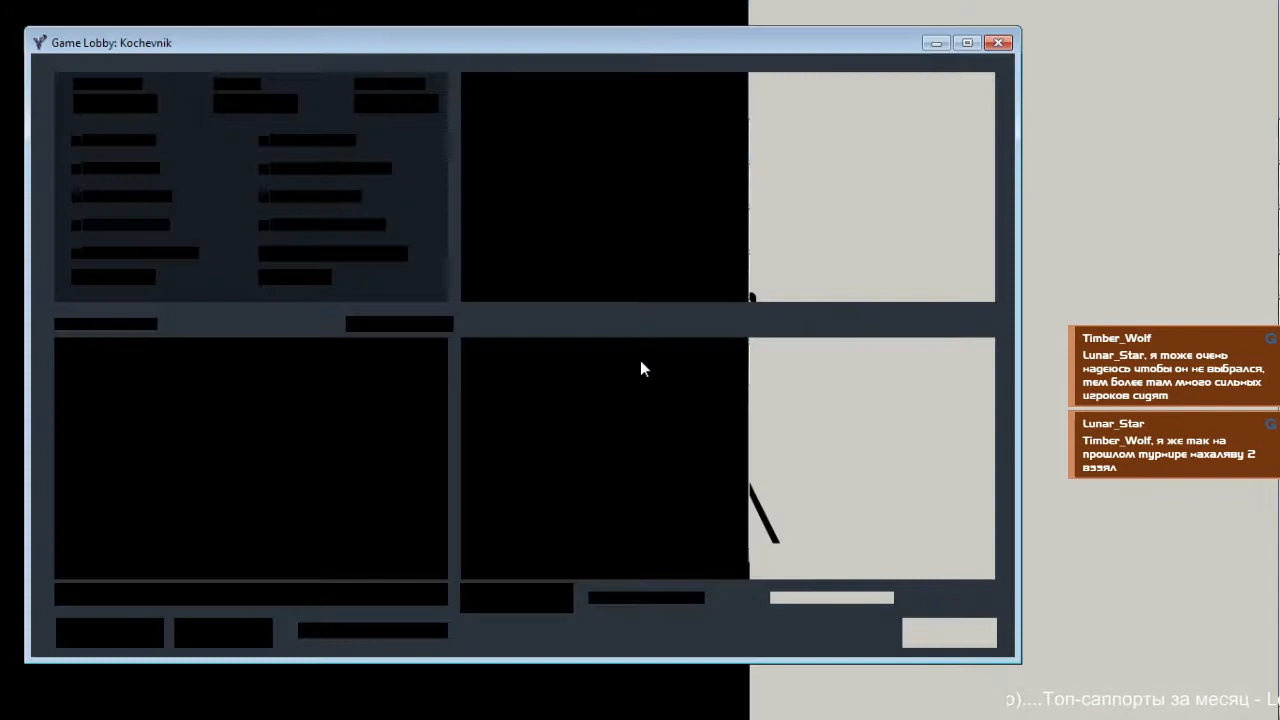 Game Lobby: Kochevnik
Timber_Wolf
Lunar_Star, я тоже очень
надеюсь чтобы он не выбрался,
тем более там много сильных
игроков сидят
Lunar_Star
Timber_Wolf, я же так на
прошлом турнире нахаляву 2
вззял
р)....Топ-саппорты за месяц - L